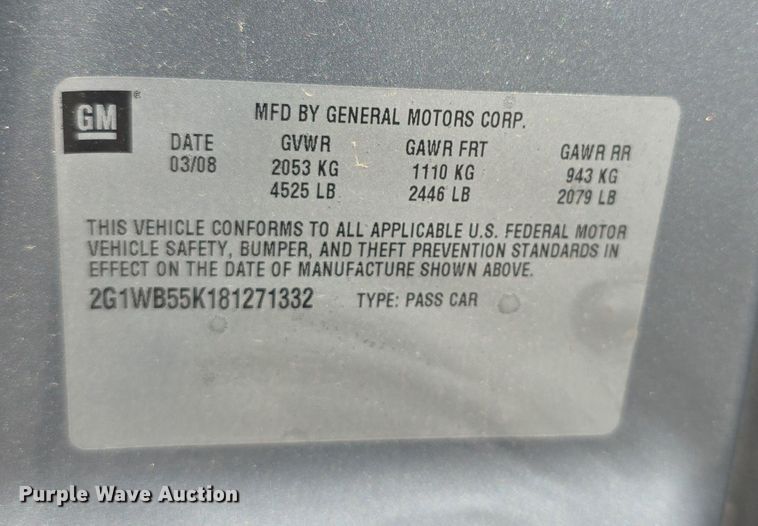 GM®
MFD BY GENERAL MOTORS CORP.
DATE GVWR GAWR FRT GAWR RR
03/08 2053 KG 1110 KG 943 KG
4525 LB 2446 LB 2079 LB
THIS VEHICLE CONFORMS TO ALL APPLICABLE U.S. FEDERAL MOTOR
VEHICLE SAFETY, BUMPER, AND THEFT PREVENTION STANDARDS IN
EFFECT ON THE DATE OF MANUFACTURE SHOWN ABOVE.
2G1WB55K181271332 TYPE: PASS CAR
Purple Wave Auction